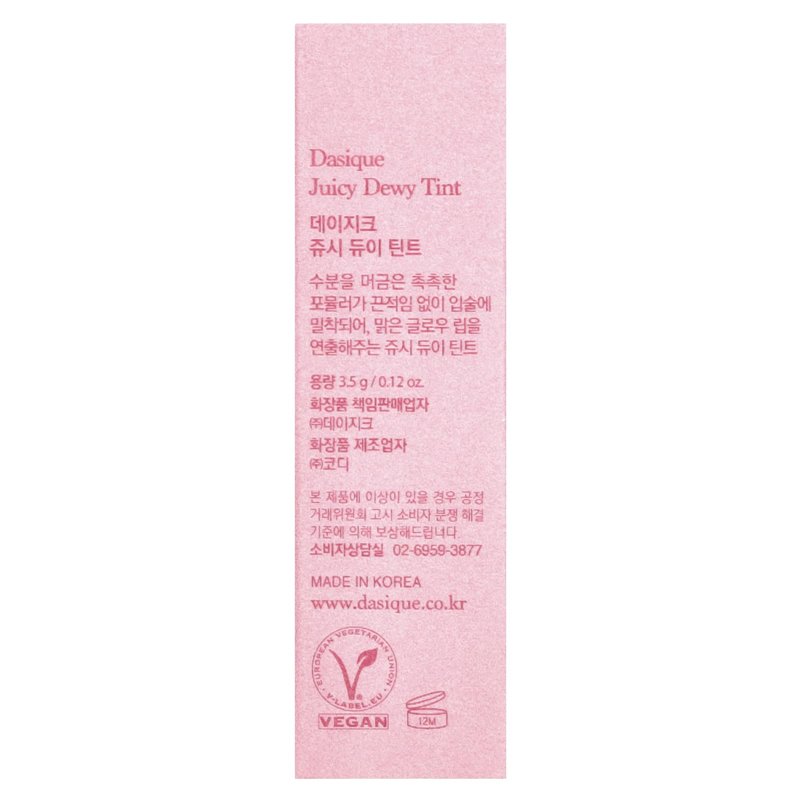 Dasique
Juicy Dewy Tint
데이지크
쥬시 듀이 틴트
수분을 머금은 촉촉한
포뮬러가 끈적임 없이 입술에
밀착되어, 맑은 글로우 립을
연출해주는 쥬시 듀이 틴트
용량 3.5 g / 0.12 oz.
화장품 책임판매업자
㈜데이지크
화장품 제조업자
㈜코디
본 제품에 이상이 있을 경우 공정
거래위원회 고시 소비자 분쟁 해결
기준에 의해 보상해드립니다.
소비자상담실 02-6959-3877
MADE IN KOREA
www.dasique.co.kr
EUROPEAN VEGETARIAN UNION
V-LABEL.EU
VEGAN
12M